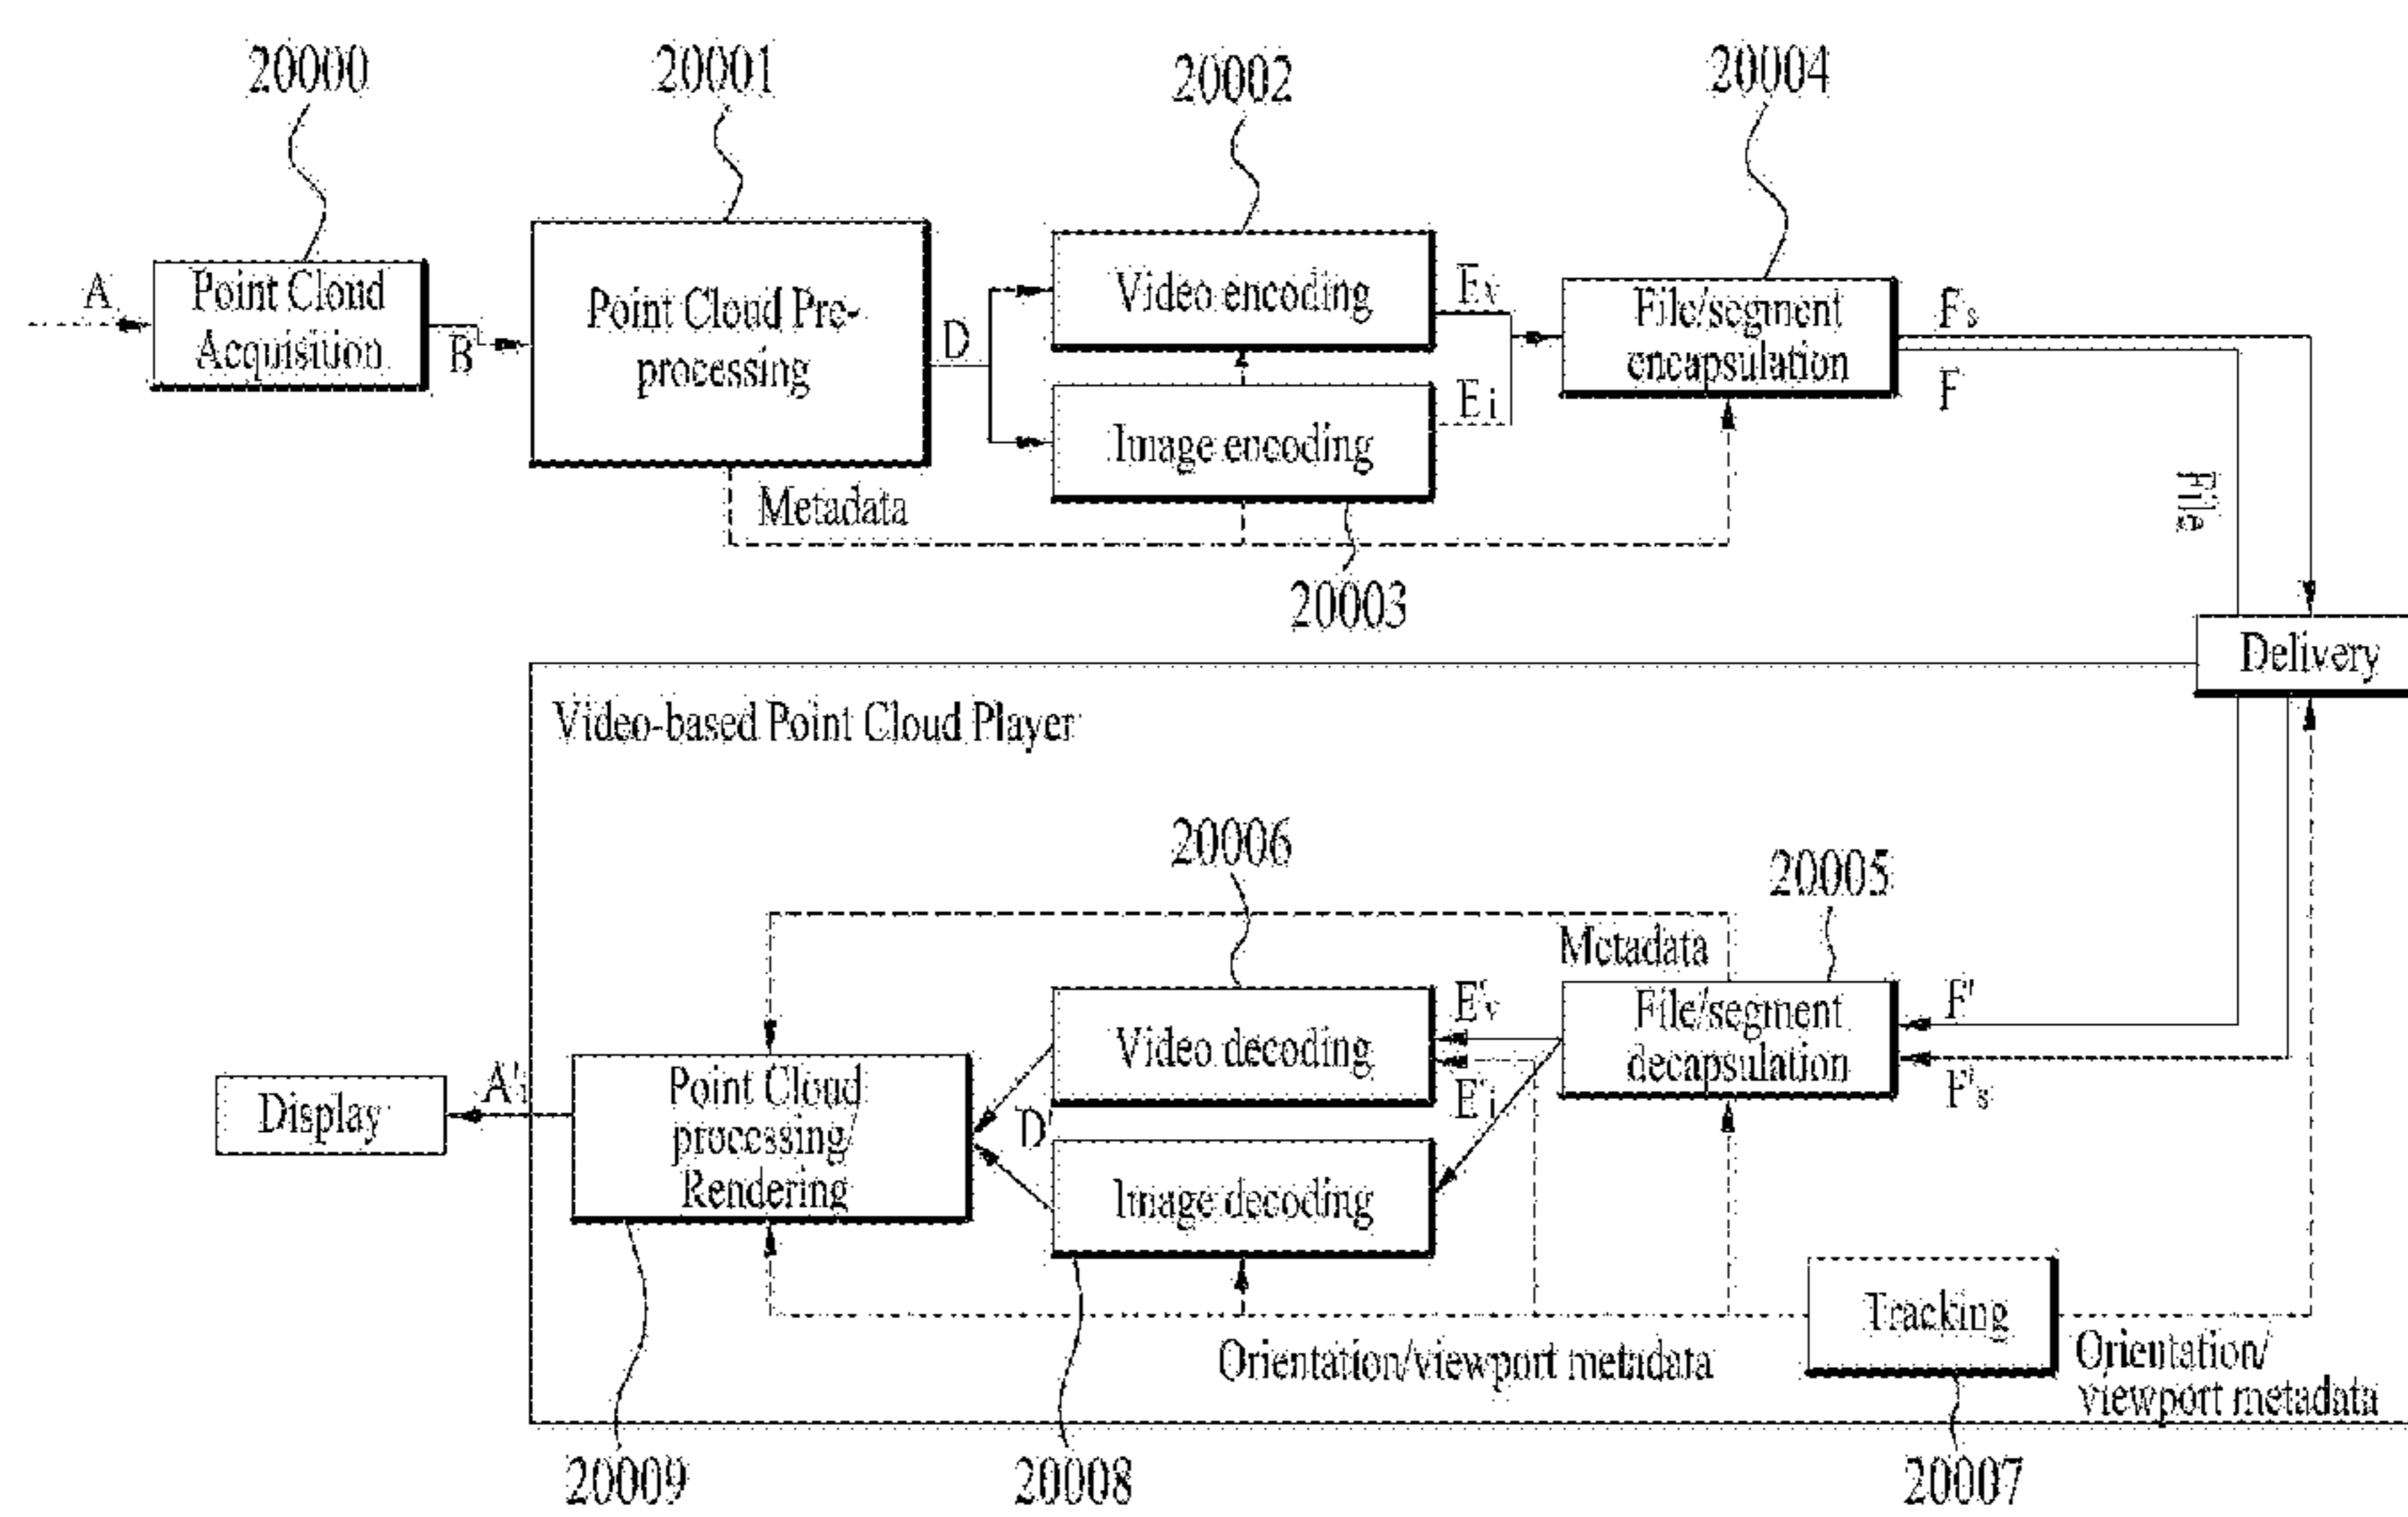 20000
20001
20002
20004
A
Point Cloud
Acquisition
B
Point Cloud Pre-
processing
D
Video encoding
Ev
Image encoding
Ei
File/segment
encapsulation
Fs
F
File
Metadata
20003
Delivery
Video-based Point Cloud Player
20006
20005
Metadata
Video decoding
E'v
E'i
File/segment
decapsulation
F'
F's
Display
Point Cloud
processing/
Rendering
D'
Image decoding
Tracking
Orientation/viewport metadata
Orientation/
viewport metadata
20009
20008
20007